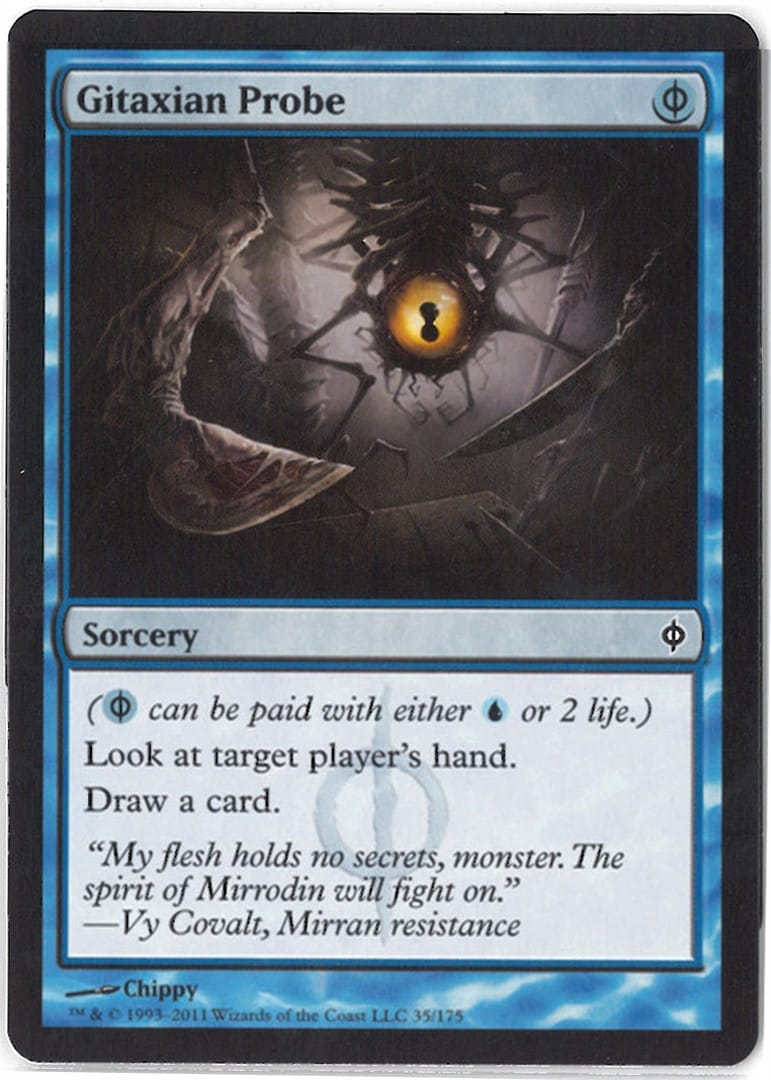 Gitaxian Probe
Sorcery
( can be paid with either or 2 life.)
Look at target player's hand.
Draw a card.
“My flesh holds no secrets, monster. The
spirit of Mirrodin will fight on.”
—Vy Covalt, Mirran resistance
Chippy
™ & © 1993–2011 Wizards of the Coast LLC 35/175